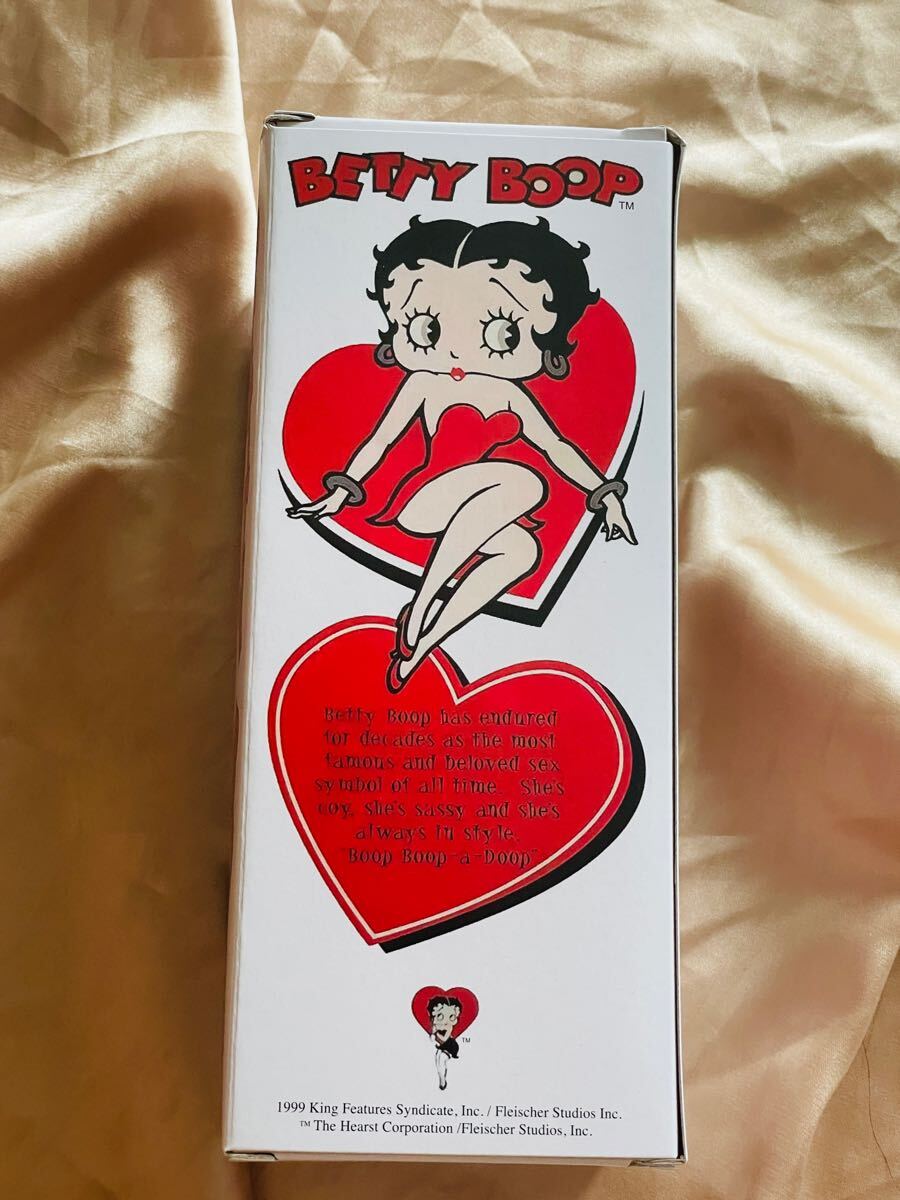 BETTY BOOP
TM
Betty Boop has endured
for decades as the most
famous and beloved sex
symbol of all time. She's
coy, she's sassy and she's
always in style.
"Boop Boop-a-Doop"
TM
1999 King Features Syndicate, Inc. / Fleischer Studios Inc.
TM The Hearst Corporation /Fleischer Studios, Inc.